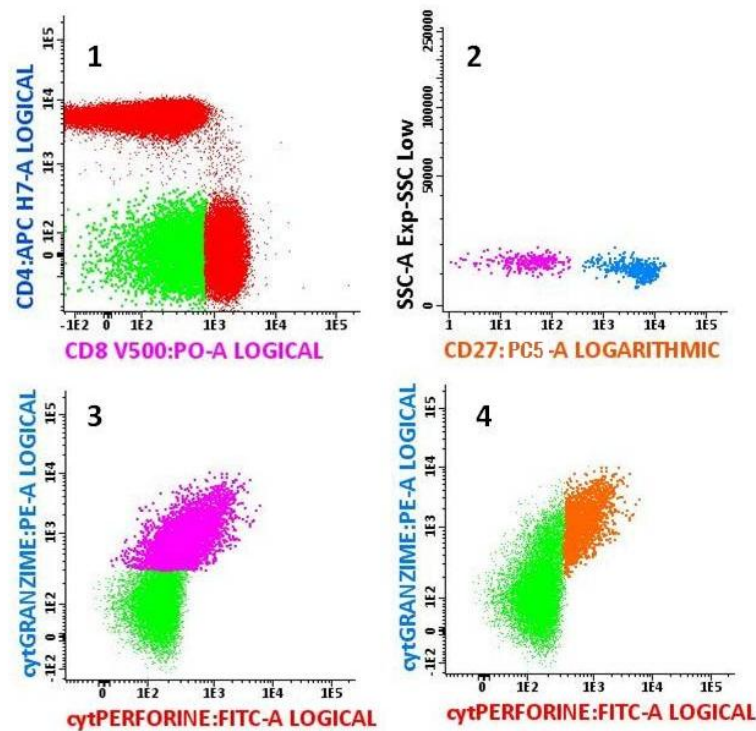 1
CD4:APC H7-A LOGICAL
1E5
1E4
1E3
1E2
0
-1E2 0 1E2 1E3 1E4 1E5
CD8 V500:PO-A LOGICAL
2
SSC-A Exp-SSC Low
250000
100000
50000
0
1 1E1 1E2 1E3 1E4 1E5
CD27: PC5 -A LOGARITHMIC
3
cytGRANZIME:PE-A LOGICAL
1E5
1E4
1E3
1E2
0
-1E2
0 1E2 1E3 1E4 1E5
cytPERFORINE:FITC-A LOGICAL
4
cytGRANZIME:PE-A LOGICAL
1E5
1E4
1E3
1E2
0
-1E2
0 1E2 1E3 1E4 1E5
cytPERFORINE:FITC-A LOGICAL